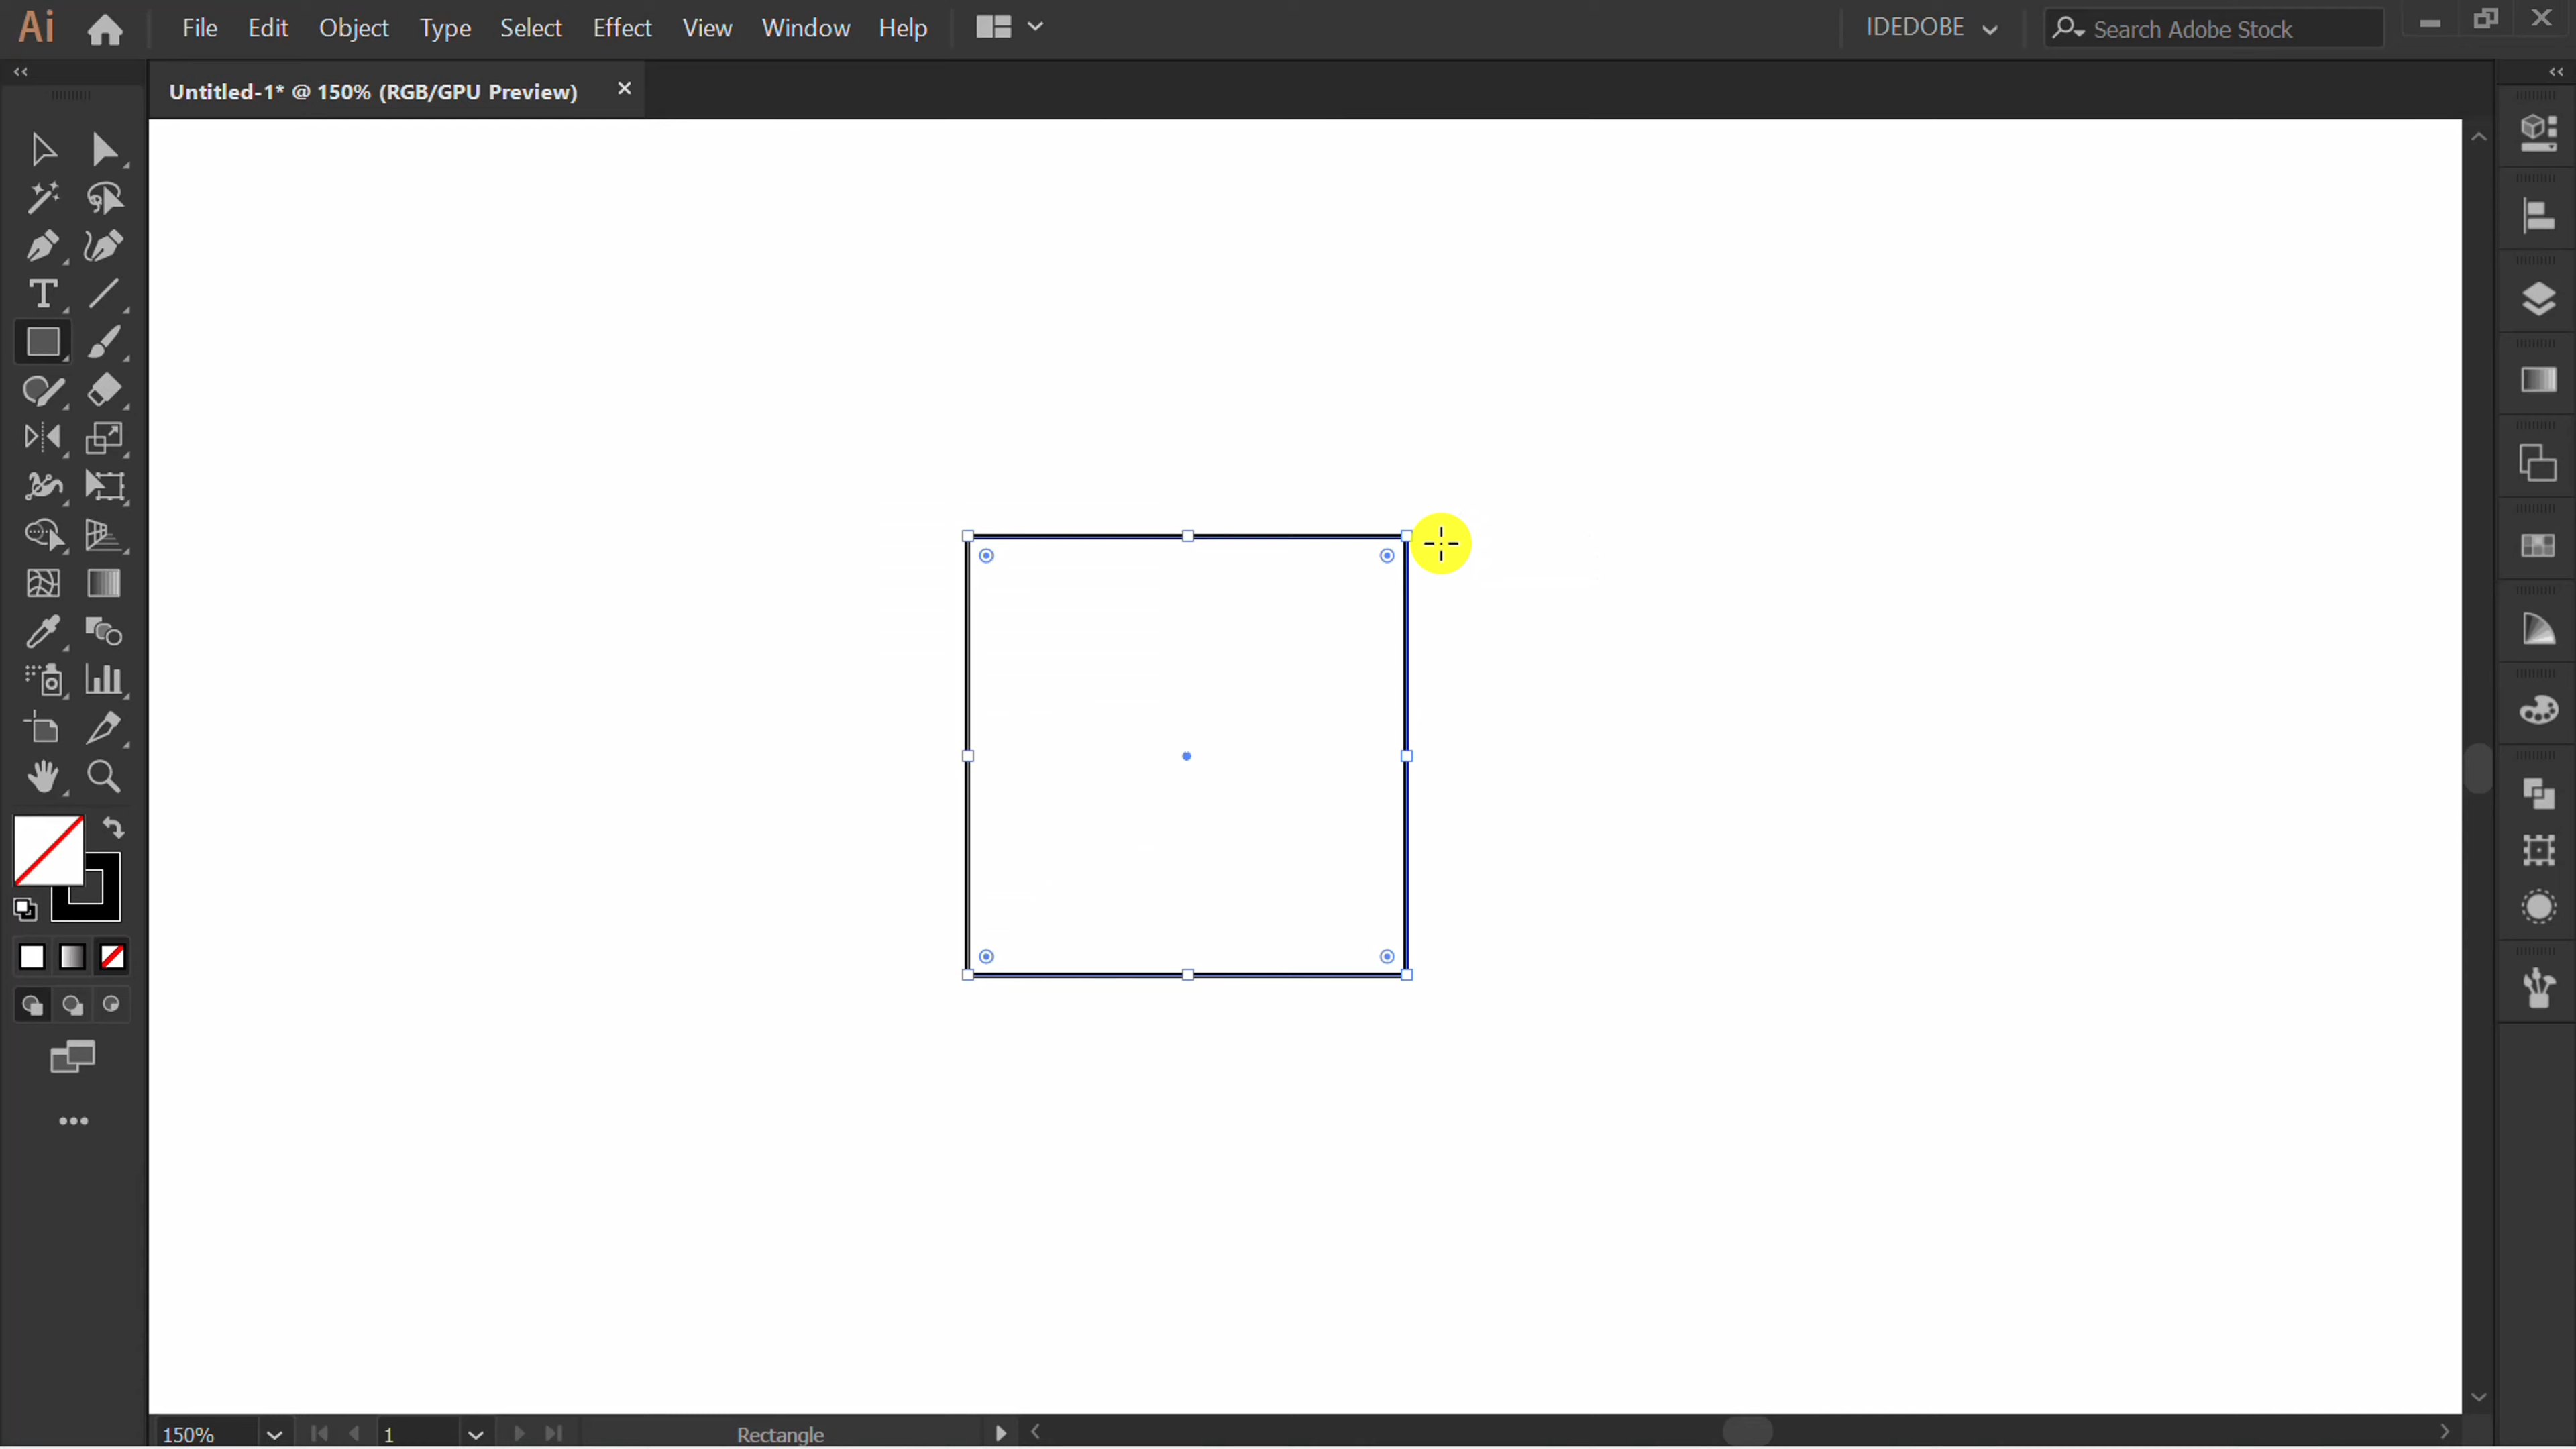 Ai File Edit Object Type Select Effect View Window Help IDEDOBE Search Adobe Stock
Untitled-1* @ 150% (RGB/GPU Preview)
150% 1 Rectangle